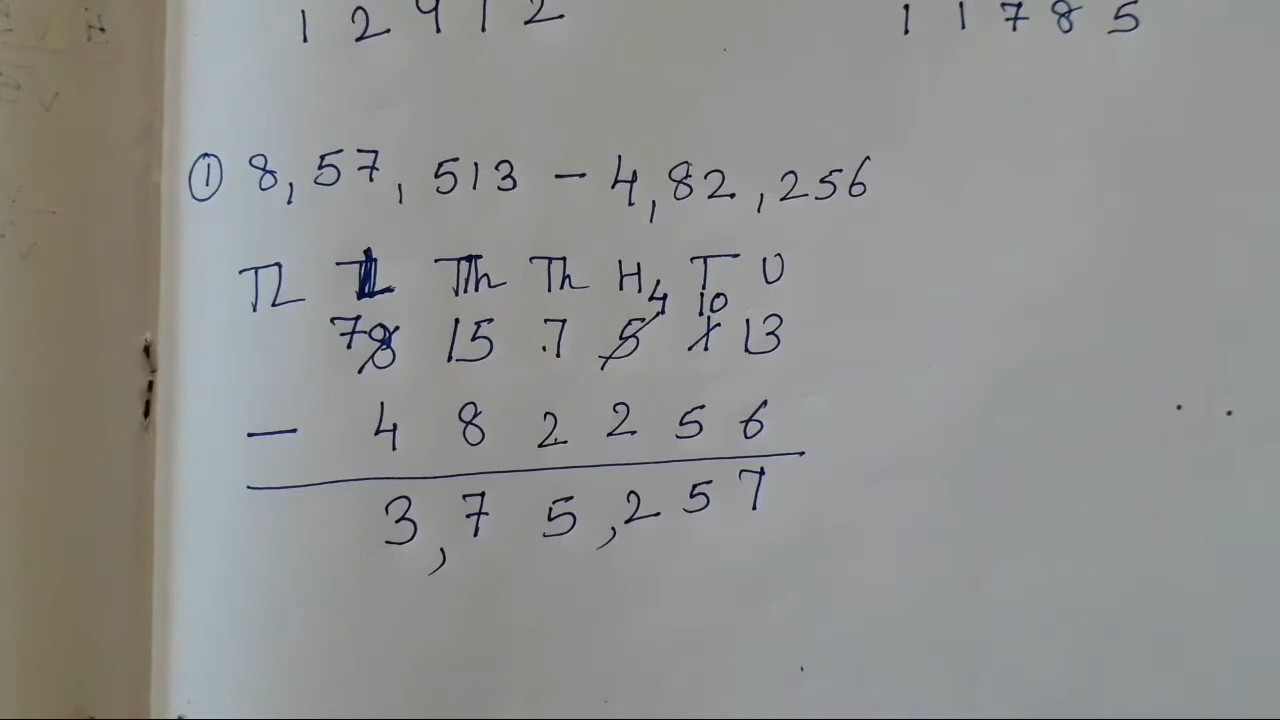 1 2 9 1 2 1 1 7 8 5
① 8,57,513 - 4,82,256
TL L TTh Th H T U
4 10
7 8 15 7 5 1 13
- 4 8 2 2 5 6
3,7 5,2 5 7